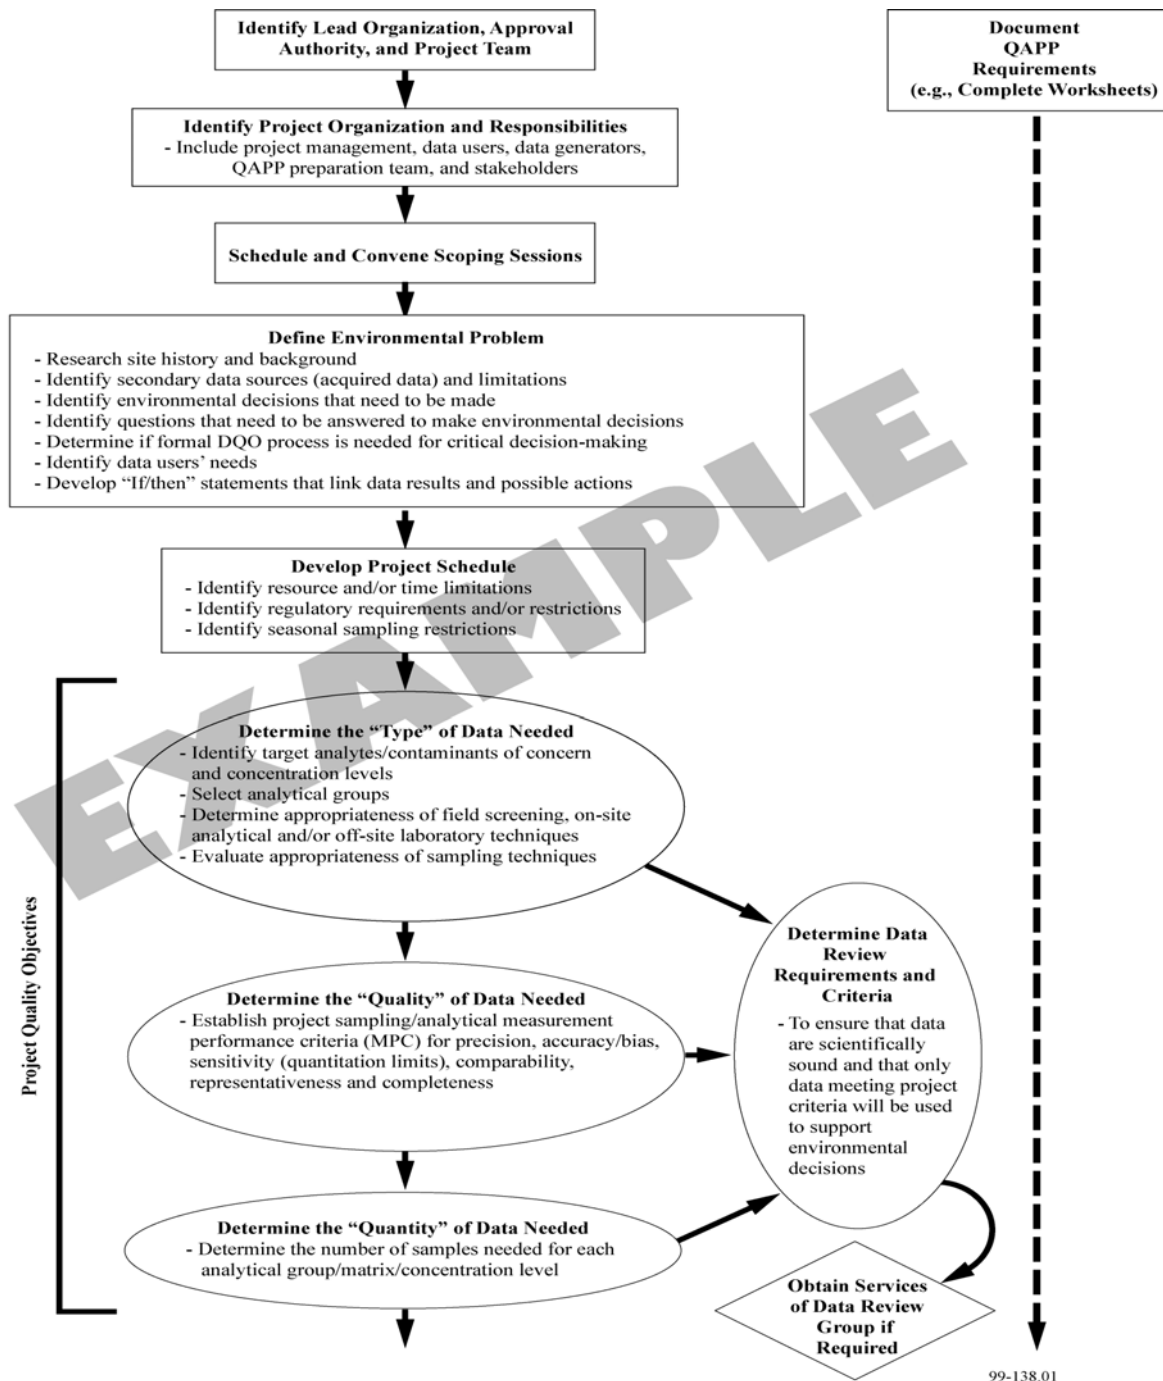 Identify Lead Organization, Approval
Authority, and Project Team
Document
QAPP
Requirements
(e.g., Complete Worksheets)
Identify Project Organization and Responsibilities
- Include project management, data users, data generators,
QAPP preparation team, and stakeholders
Schedule and Convene Scoping Sessions
Define Environmental Problem
- Research site history and background
- Identify secondary data sources (acquired data) and limitations
- Identify environmental decisions that need to be made
- Identify questions that need to be answered to make environmental decisions
- Determine if formal DQO process is needed for critical decision-making
- Identify data users’ needs
- Develop “If/then” statements that link data results and possible actions
Develop Project Schedule
- Identify resource and/or time limitations
- Identify regulatory requirements and/or restrictions
- Identify seasonal sampling restrictions
EXAMPLE
Project Quality Objectives
Determine the “Type” of Data Needed
- Identify target analytes/contaminants of concern
and concentration levels
- Select analytical groups
- Determine appropriateness of field screening, on-site
analytical and/or off-site laboratory techniques
- Evaluate appropriateness of sampling techniques
Determine the “Quality” of Data Needed
- Establish project sampling/analytical measurement
performance criteria (MPC) for precision, accuracy/bias,
sensitivity (quantitation limits), comparability,
representativeness and completeness
Determine the “Quantity” of Data Needed
- Determine the number of samples needed for each
analytical group/matrix/concentration level
Determine Data
Review
Requirements and
Criteria
- To ensure that data
are scientifically
sound and that only
data meeting project
criteria will be used
to support
environmental
decisions
Obtain Services
of Data Review
Group if
Required
99-138.01